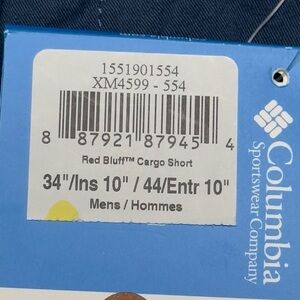 1551901554
XM4599 - 554
8 87921 87945 4
Red Bluff™ Cargo Short
34"/Ins 10" / 44/Entr 10"
Mens / Hommes
Columbia
Sportswear Company